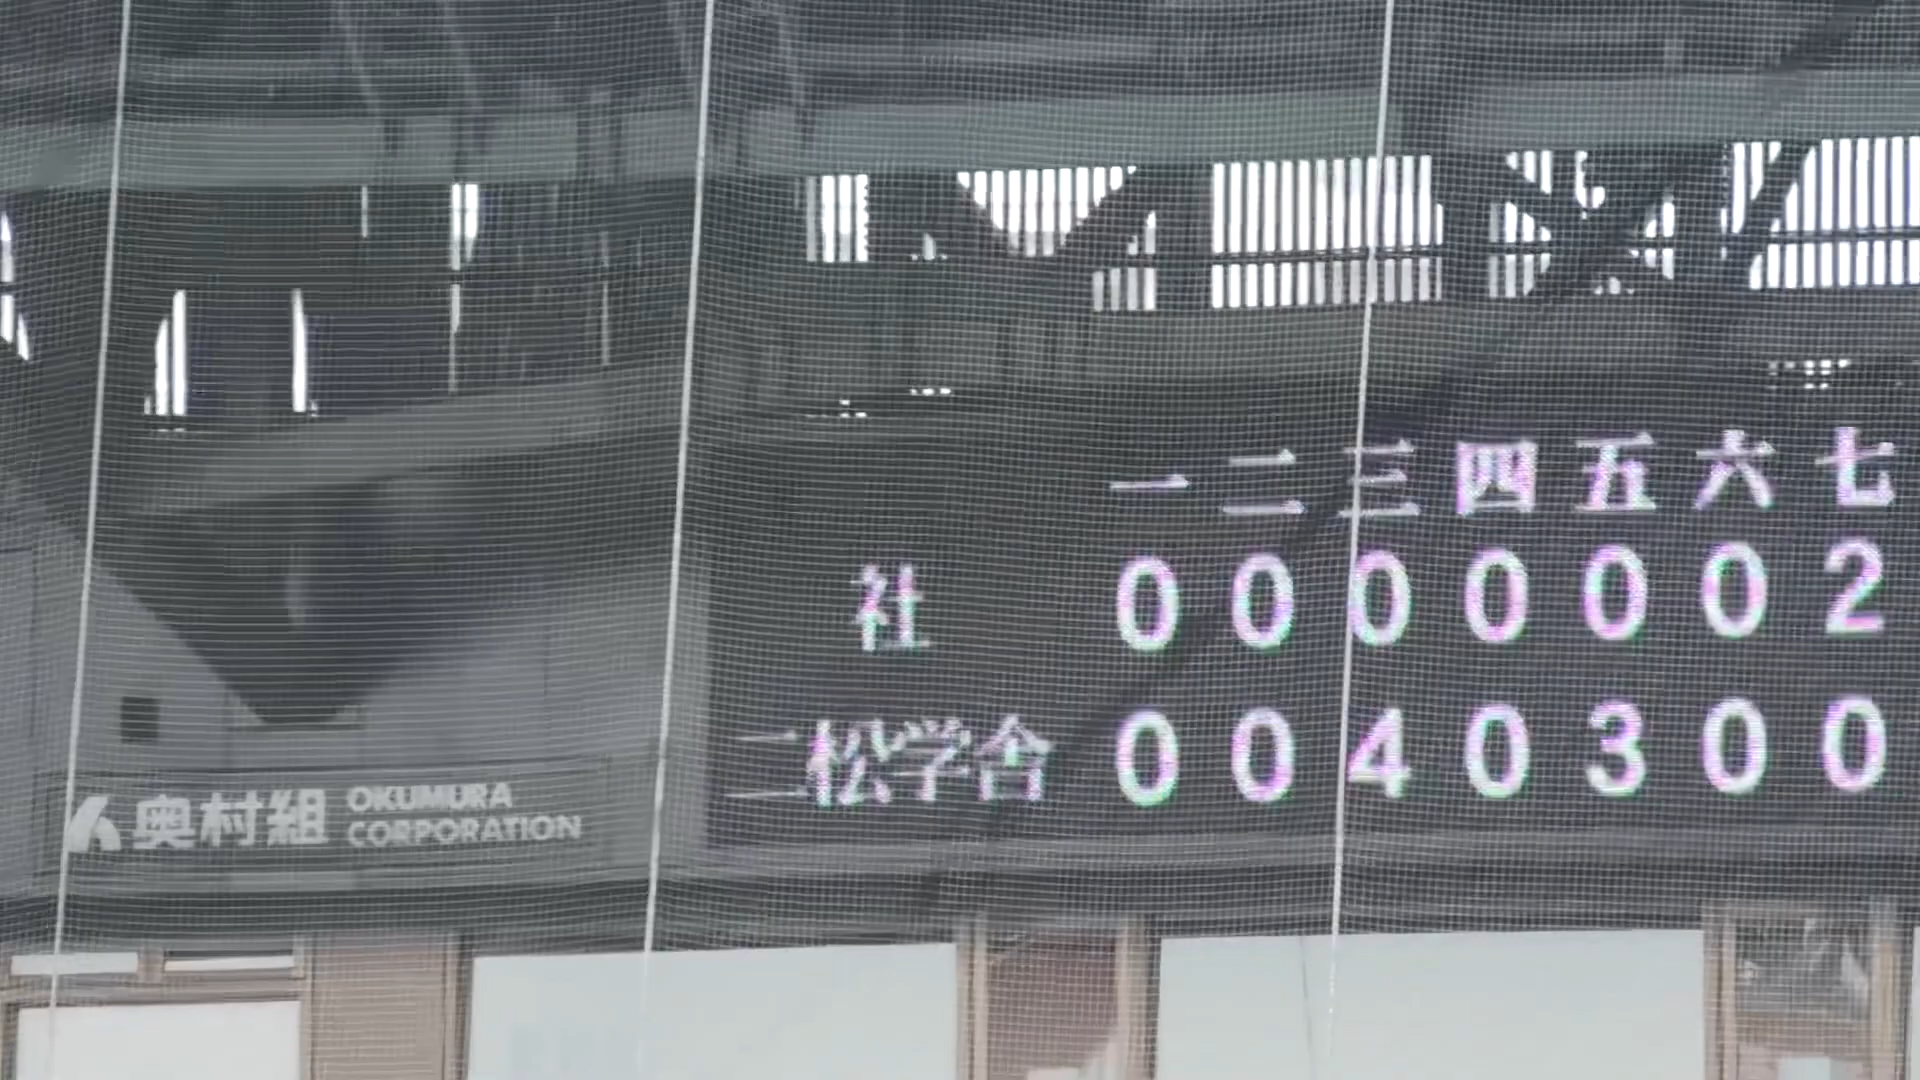 一 二 三 四 五 六 七
社 0 0 0 0 0 0 2
二松学舎 0 0 4 0 3 0 0
奥村組 OKUMURA
CORPORATION